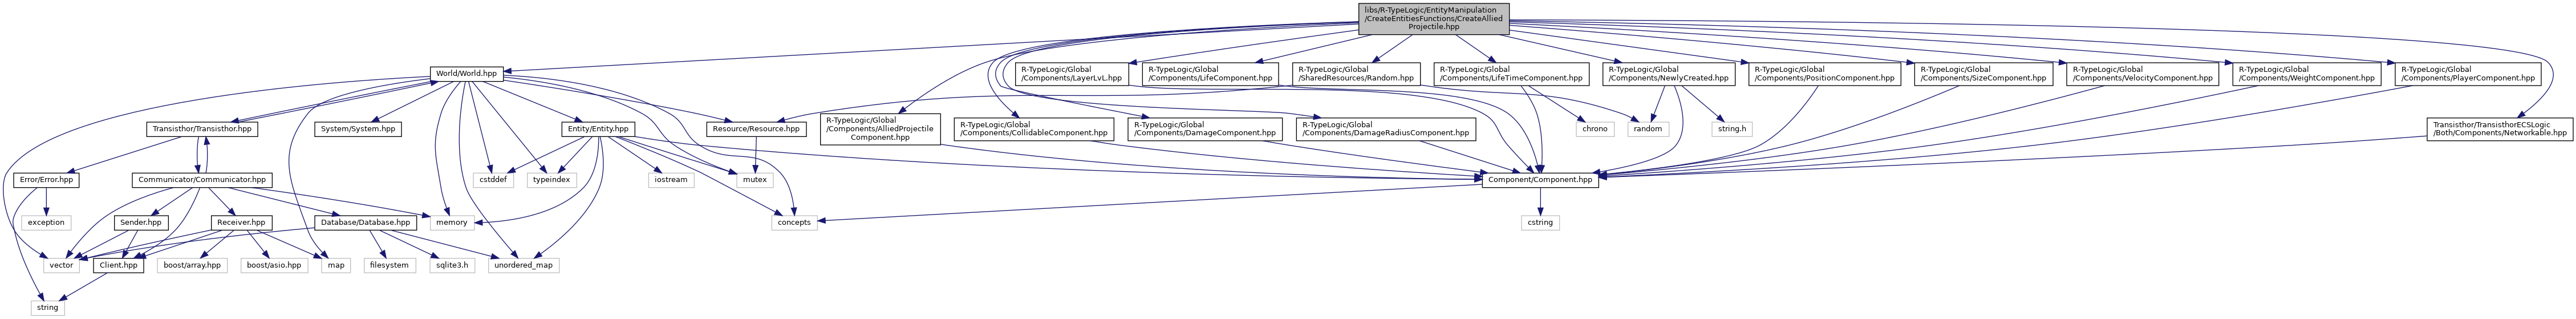 libs/R-TypeLogic/EntityManipulation
/CreateEntitiesFunctions/CreateAllied
Projectile.hpp
World/World.hpp
R-TypeLogic/Global
/Components/LayerLvL.hpp
R-TypeLogic/Global
/Components/LifeComponent.hpp
R-TypeLogic/Global
/SharedResources/Random.hpp
R-TypeLogic/Global
/Components/LifeTimeComponent.hpp
R-TypeLogic/Global
/Components/NewlyCreated.hpp
R-TypeLogic/Global
/Components/PositionComponent.hpp
R-TypeLogic/Global
/Components/SizeComponent.hpp
R-TypeLogic/Global
/Components/VelocityComponent.hpp
R-TypeLogic/Global
/Components/WeightComponent.hpp
R-TypeLogic/Global
/Components/PlayerComponent.hpp
Transisthor/Transisthor.hpp
System/System.hpp
Entity/Entity.hpp
Resource/Resource.hpp
R-TypeLogic/Global
/Components/AlliedProjectile
Component.hpp
R-TypeLogic/Global
/Components/CollidableComponent.hpp
R-TypeLogic/Global
/Components/DamageComponent.hpp
R-TypeLogic/Global
/Components/DamageRadiusComponent.hpp
chrono
random
string.h
Transisthor/TransisthorECSLogic
/Both/Components/Networkable.hpp
Error/Error.hpp
Communicator/Communicator.hpp
cstddef
typeindex
iostream
mutex
Component/Component.hpp
exception
Sender.hpp
Receiver.hpp
Database/Database.hpp
memory
concepts
cstring
vector
Client.hpp
boost/array.hpp
boost/asio.hpp
map
filesystem
sqlite3.h
unordered_map
string